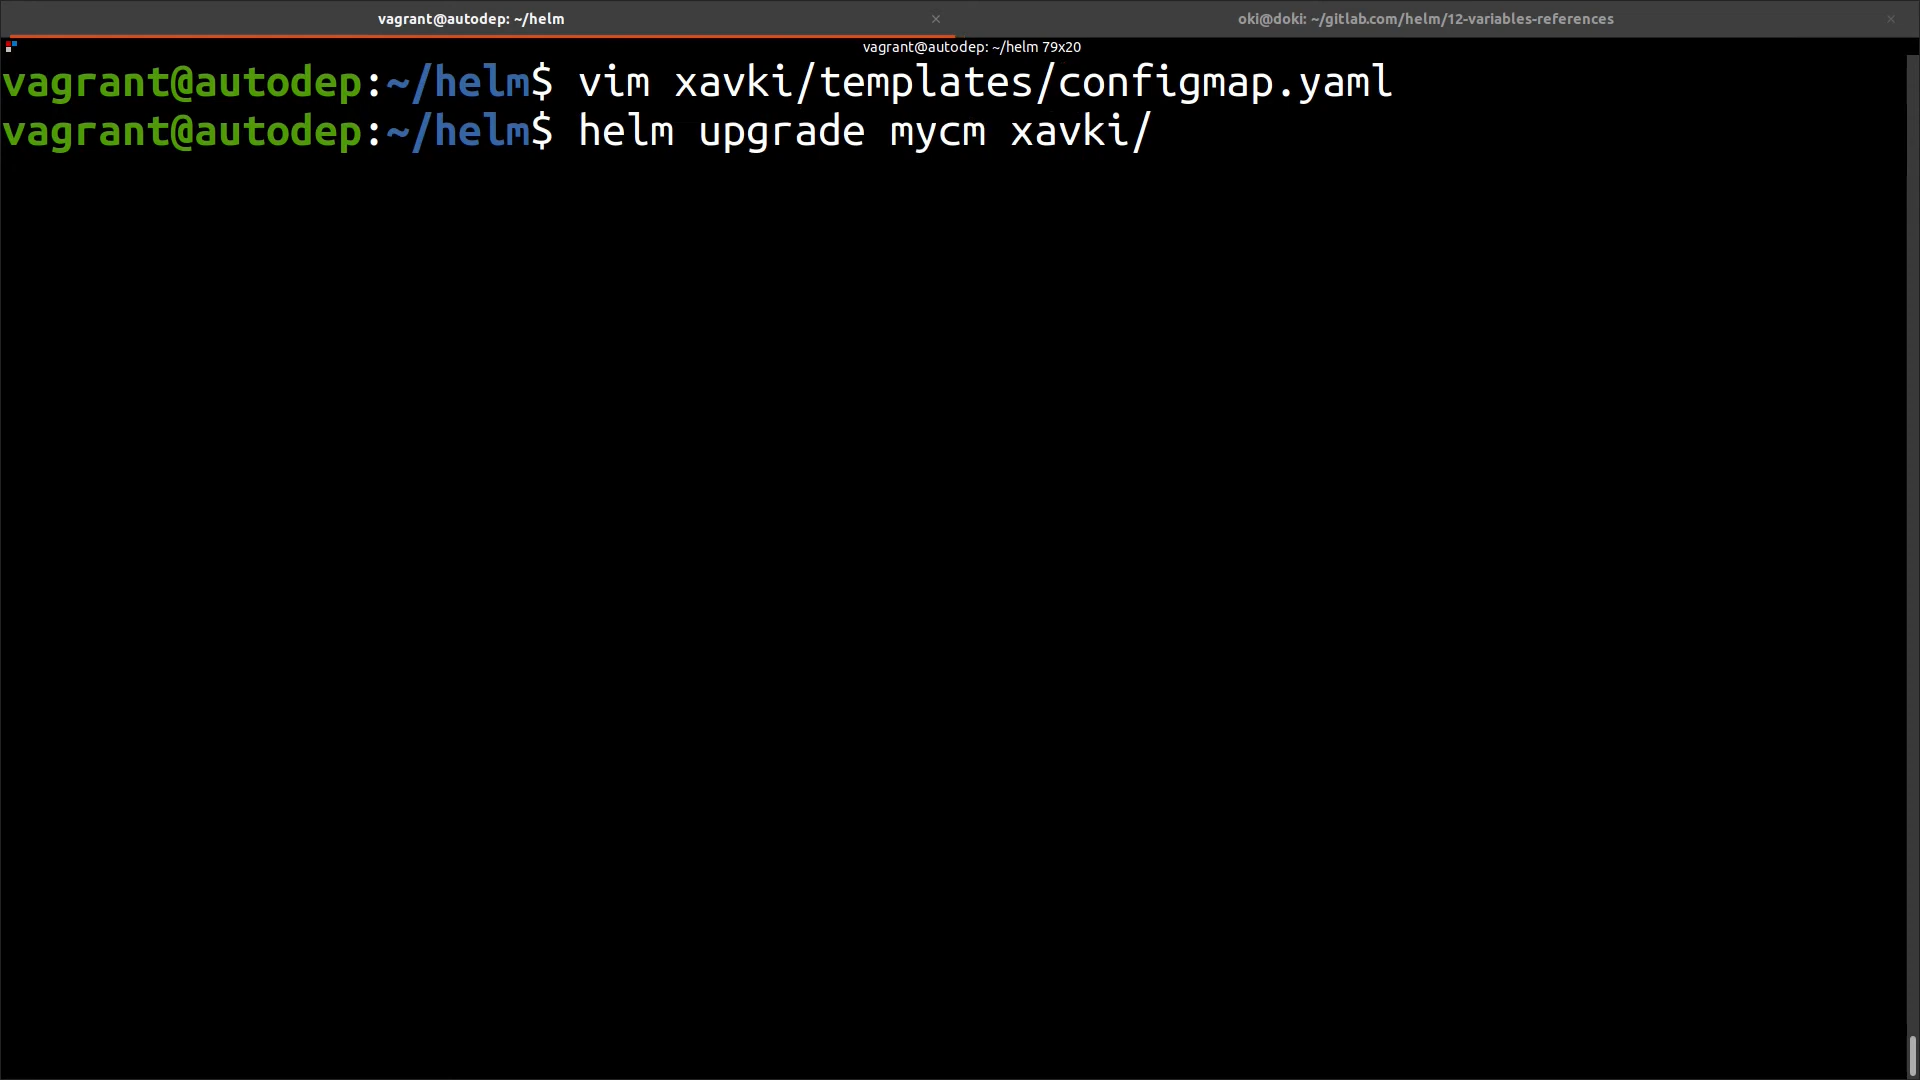 vagrant@autodep: ~/helm × oki@doki: ~/gitlab.com/helm/12-variables-references ×
vagrant@autodep: ~/helm 79x20
vagrant@autodep:~/helm$ vim xavki/templates/configmap.yaml
vagrant@autodep:~/helm$ helm upgrade mycm xavki/